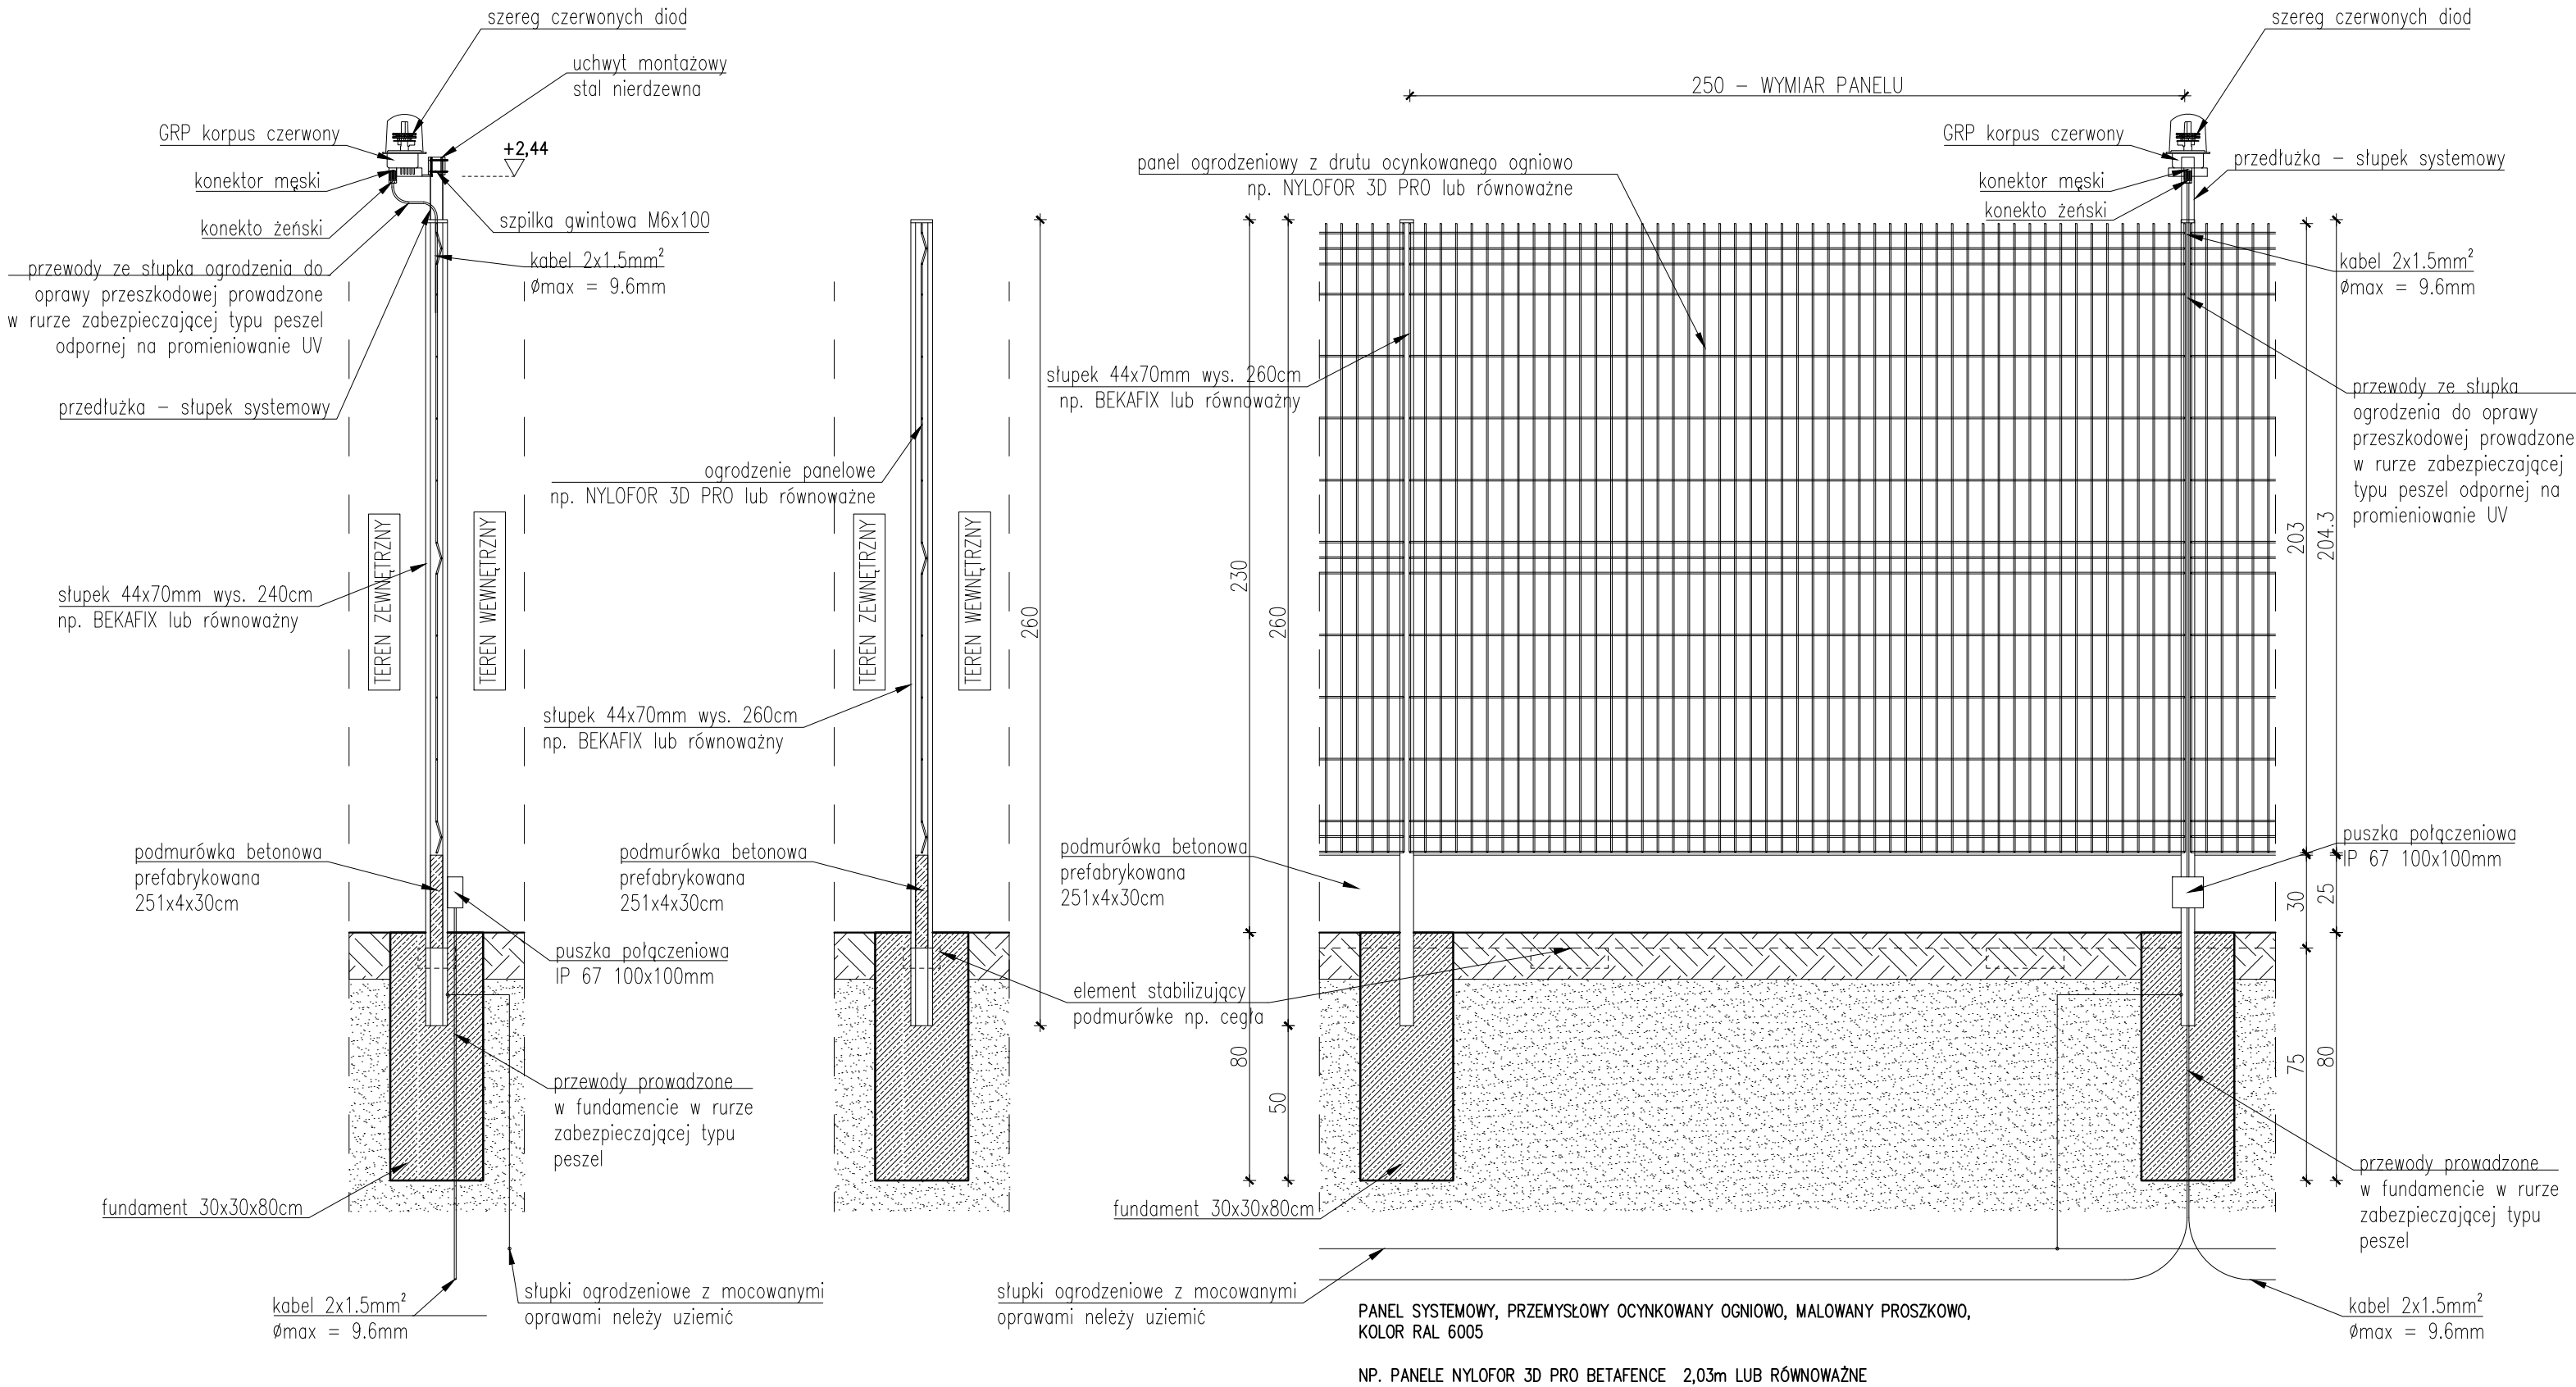 szereg czerwonych diod
uchwyt montażowy
stal nierdzewna
GRP korpus czerwony
+2,44
konektor męski
konekto żeński
szpilka gwintowa M6x100
kabel 2x1.5mm²
Ømax = 9.6mm
przewody ze słupka ogrodzenia do
oprawy przeszkodowej prowadzone
w rurze zabezpieczającej typu peszel
odpornej na promieniowanie UV
przedłużka – słupek systemowy
TEREN ZEWNĘTRZNY
TEREN WEWNĘTRZNY
słupek 44x70mm wys. 240cm
np. BEKAFIX lub równoważny
podmurówka betonowa
prefabrykowana
251x4x30cm
puszka połączeniowa
IP 67 100x100mm
przewody prowadzone
w fundamencie w rurze
zabezpieczającej typu
peszel
fundament 30x30x80cm
kabel 2x1.5mm²
Ømax = 9.6mm
słupki ogrodzeniowe z mocowanymi
oprawami neleży uziemić
ogrodzenie panelowe
np. NYLOFOR 3D PRO lub równoważne
TEREN ZEWNĘTRZNY
TEREN WEWNĘTRZNY
słupek 44x70mm wys. 260cm
np. BEKAFIX lub równoważny
podmurówka betonowa
prefabrykowana
251x4x30cm
260
element stabilizujący
podmurówke np. cegła
250 – WYMIAR PANELU
panel ogrodzeniowy z drutu ocynkowanego ogniowo
np. NYLOFOR 3D PRO lub równoważne
słupek 44x70mm wys. 260cm
np. BEKAFIX lub równoważny
230
260
podmurówka betonowa
prefabrykowana
251x4x30cm
80
50
fundament 30x30x80cm
słupki ogrodzeniowe z mocowanymi
oprawami neleży uziemić
szereg czerwonych diod
GRP korpus czerwony
przedłużka – słupek systemowy
konektor męski
konekto żeński
kabel 2x1.5mm²
Ømax = 9.6mm
przewody ze słupka
ogrodzenia do oprawy
przeszkodowej prowadzone
w rurze zabezpieczającej
typu peszel odpornej na
promieniowanie UV
203
204.3
puszka połączeniowa
IP 67 100x100mm
30
25
75
80
przewody prowadzone
w fundamencie w rurze
zabezpieczającej typu
peszel
kabel 2x1.5mm²
Ømax = 9.6mm
PANEL SYSTEMOWY, PRZEMYSŁOWY OCYNKOWANY OGNIOWO, MALOWANY PROSZKOWO,
KOLOR RAL 6005
NP. PANELE NYLOFOR 3D PRO BETAFENCE 2,03m LUB RÓWNOWAŻNE